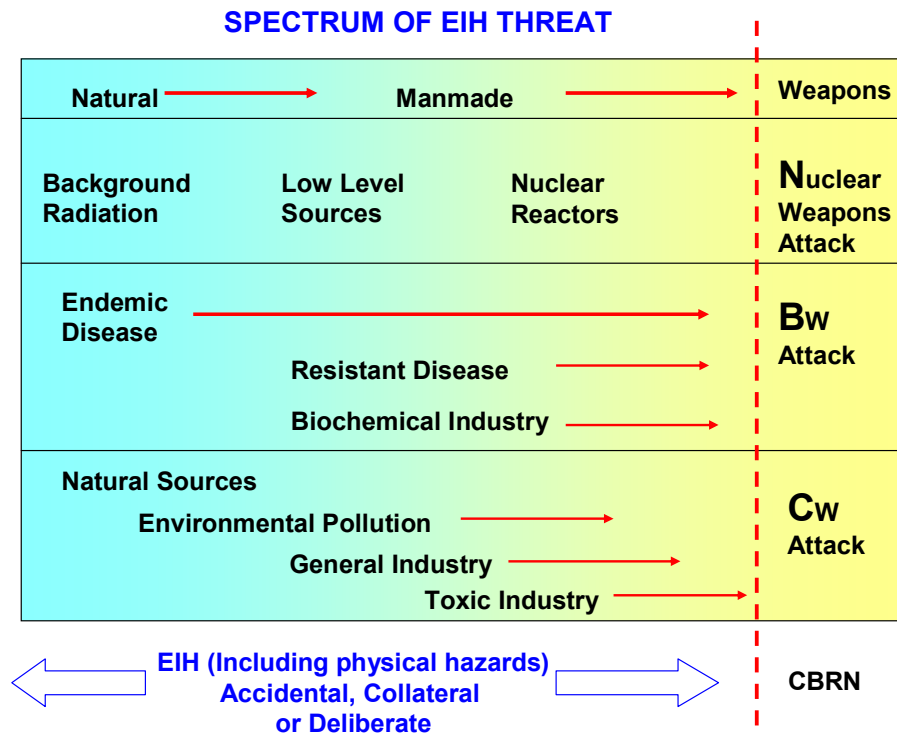 SPECTRUM OF EIH THREAT
Natural
Manmade
Weapons
Background
Radiation
Low Level
Sources
Nuclear
Reactors
Nuclear
Weapons
Attack
Endemic
Disease
Resistant Disease
Biochemical Industry
BW
Attack
Natural Sources
Environmental Pollution
General Industry
Toxic Industry
CW
Attack
EIH (Including physical hazards)
Accidental, Collateral
or Deliberate
CBRN